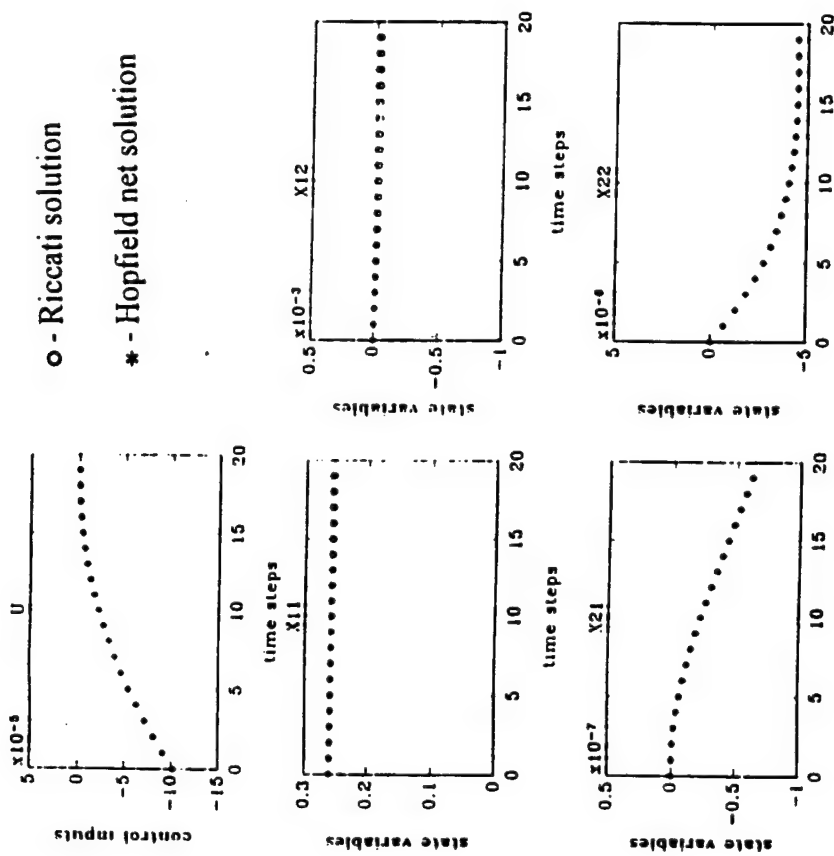 x10⁻⁵ U
5
0
-5
-10
-15
control inputs
0 5 10 15 20
time steps
o - Riccati solution
* - Hopfield net solution
X11
0.3
0.2
0.1
0
state variables
0 5 10 15 20
time steps
x10⁻³ X12
0.5
0
-0.5
-1
state variables
0 5 10 15 20
time steps
x10⁻⁷ X21
0.5
0
-0.5
-1
state variables
0 5 10 15 20
x10⁻⁶ X22
5
0
-5
state variables
0 5 10 15 20